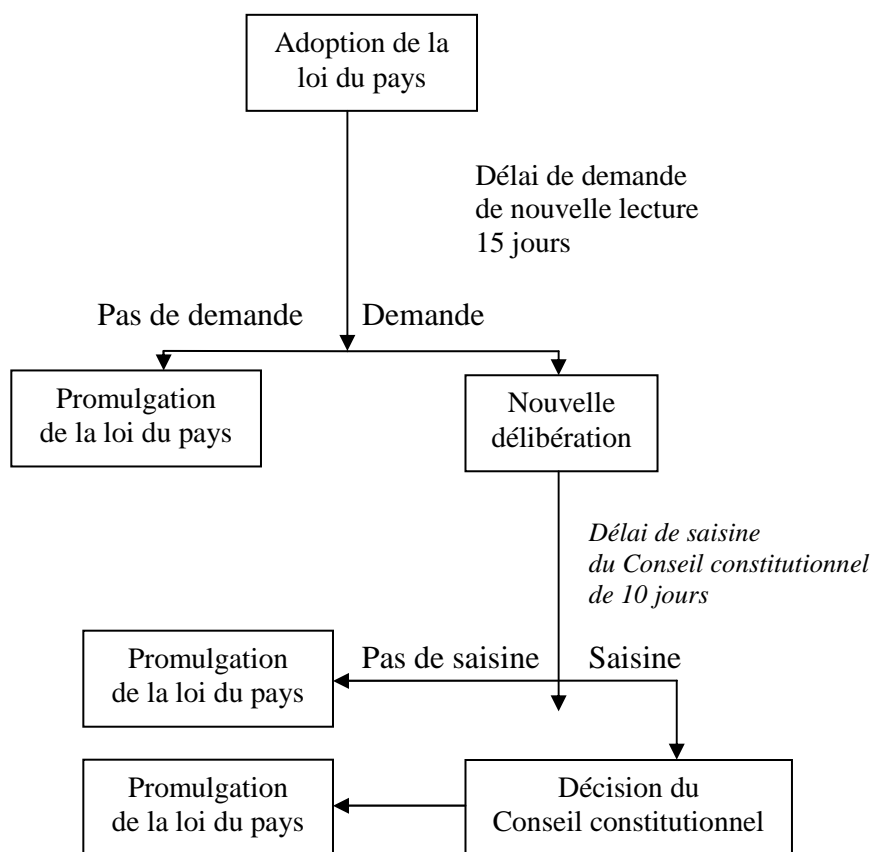 Adoption de la
loi du pays
Délai de demande
de nouvelle lecture
15 jours
Pas de demande
Demande
Promulgation
de la loi du pays
Nouvelle
délibération
Délai de saisine
du Conseil constitutionnel
de 10 jours
Promulgation
de la loi du pays
Pas de saisine
Saisine
Promulgation
de la loi du pays
Décision du
Conseil constitutionnel